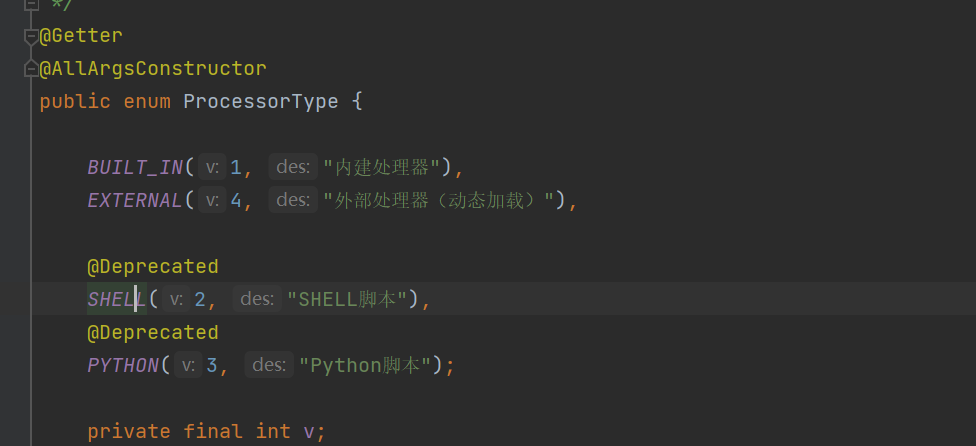 */
@Getter
@AllArgsConstructor
public enum ProcessorType {
BUILT_IN( v: 1, des: "内建处理器"),
EXTERNAL( v: 4, des: "外部处理器（动态加载）"),
@Deprecated
SHELL( v: 2, des: "SHELL脚本"),
@Deprecated
PYTHON( v: 3, des: "Python脚本");
private final int v;